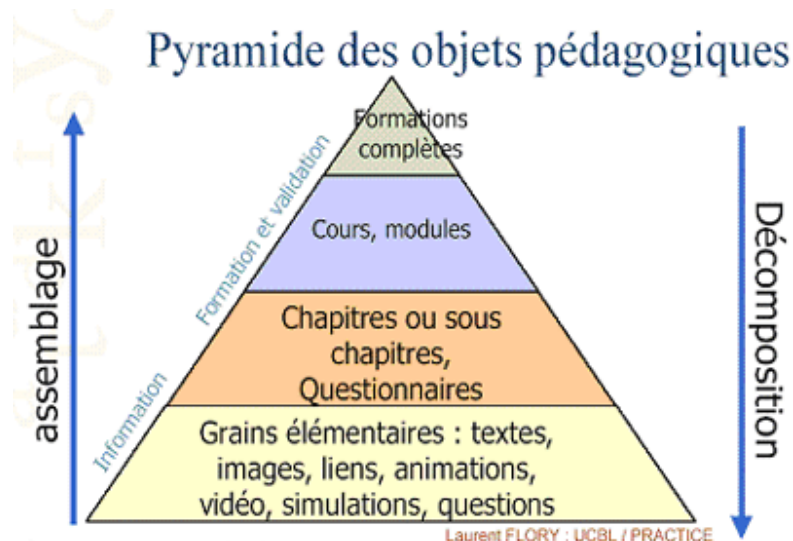 Pyramide des objets pédagogiques
Formations
complètes
Cours, modules
Chapitres ou sous
chapitres,
Questionnaires
Grains élémentaires : textes,
images, liens, animations,
vidéo, simulations, questions
assemblage
Information
Formation et validation
Décomposition
Laurent FLORY : UCBL / PRACTICE